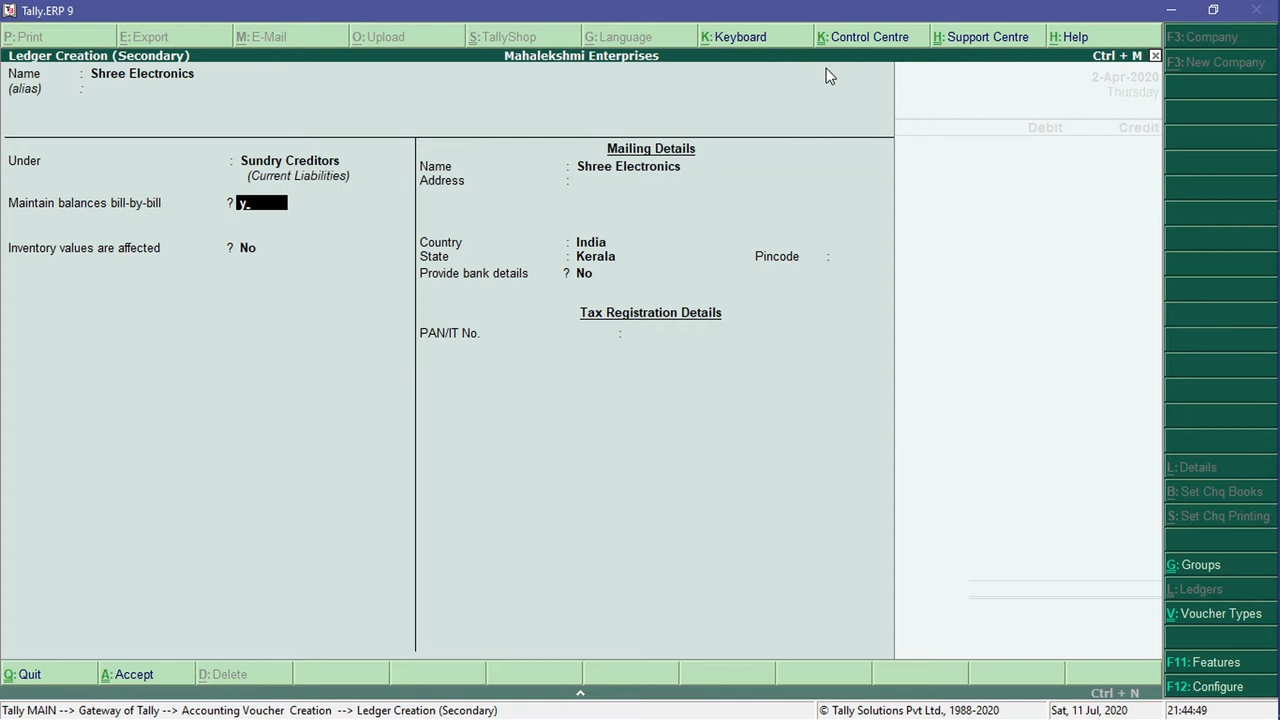 Tally.ERP 9
P: Print E: Export M: E-Mail O: Upload S: TallyShop G: Language K: Keyboard K: Control Centre H: Support Centre H: Help
F3: Company
Ledger Creation (Secondary) Mahalekshmi Enterprises Ctrl + M
F3: New Company
Name : Shree Electronics
2-Apr-2020
(alias) :
Thursday
Debit Credit
Mailing Details
Under : Sundry Creditors
Name : Shree Electronics
(Current Liabilities)
Address :
Maintain balances bill-by-bill ? y
Country : India
Inventory values are affected ? No
State : Kerala Pincode :
Provide bank details ? No
Tax Registration Details
PAN/IT No. :
L: Details
B: Set Chq Books
S: Set Chq Printing
G: Groups
L: Ledgers
V: Voucher Types
F11: Features
Q: Quit A: Accept D: Delete
F12: Configure
Ctrl + N
Tally MAIN --> Gateway of Tally --> Accounting Voucher Creation --> Ledger Creation (Secondary) © Tally Solutions Pvt Ltd., 1988-2020 Sat, 11 Jul, 2020 21:44:49